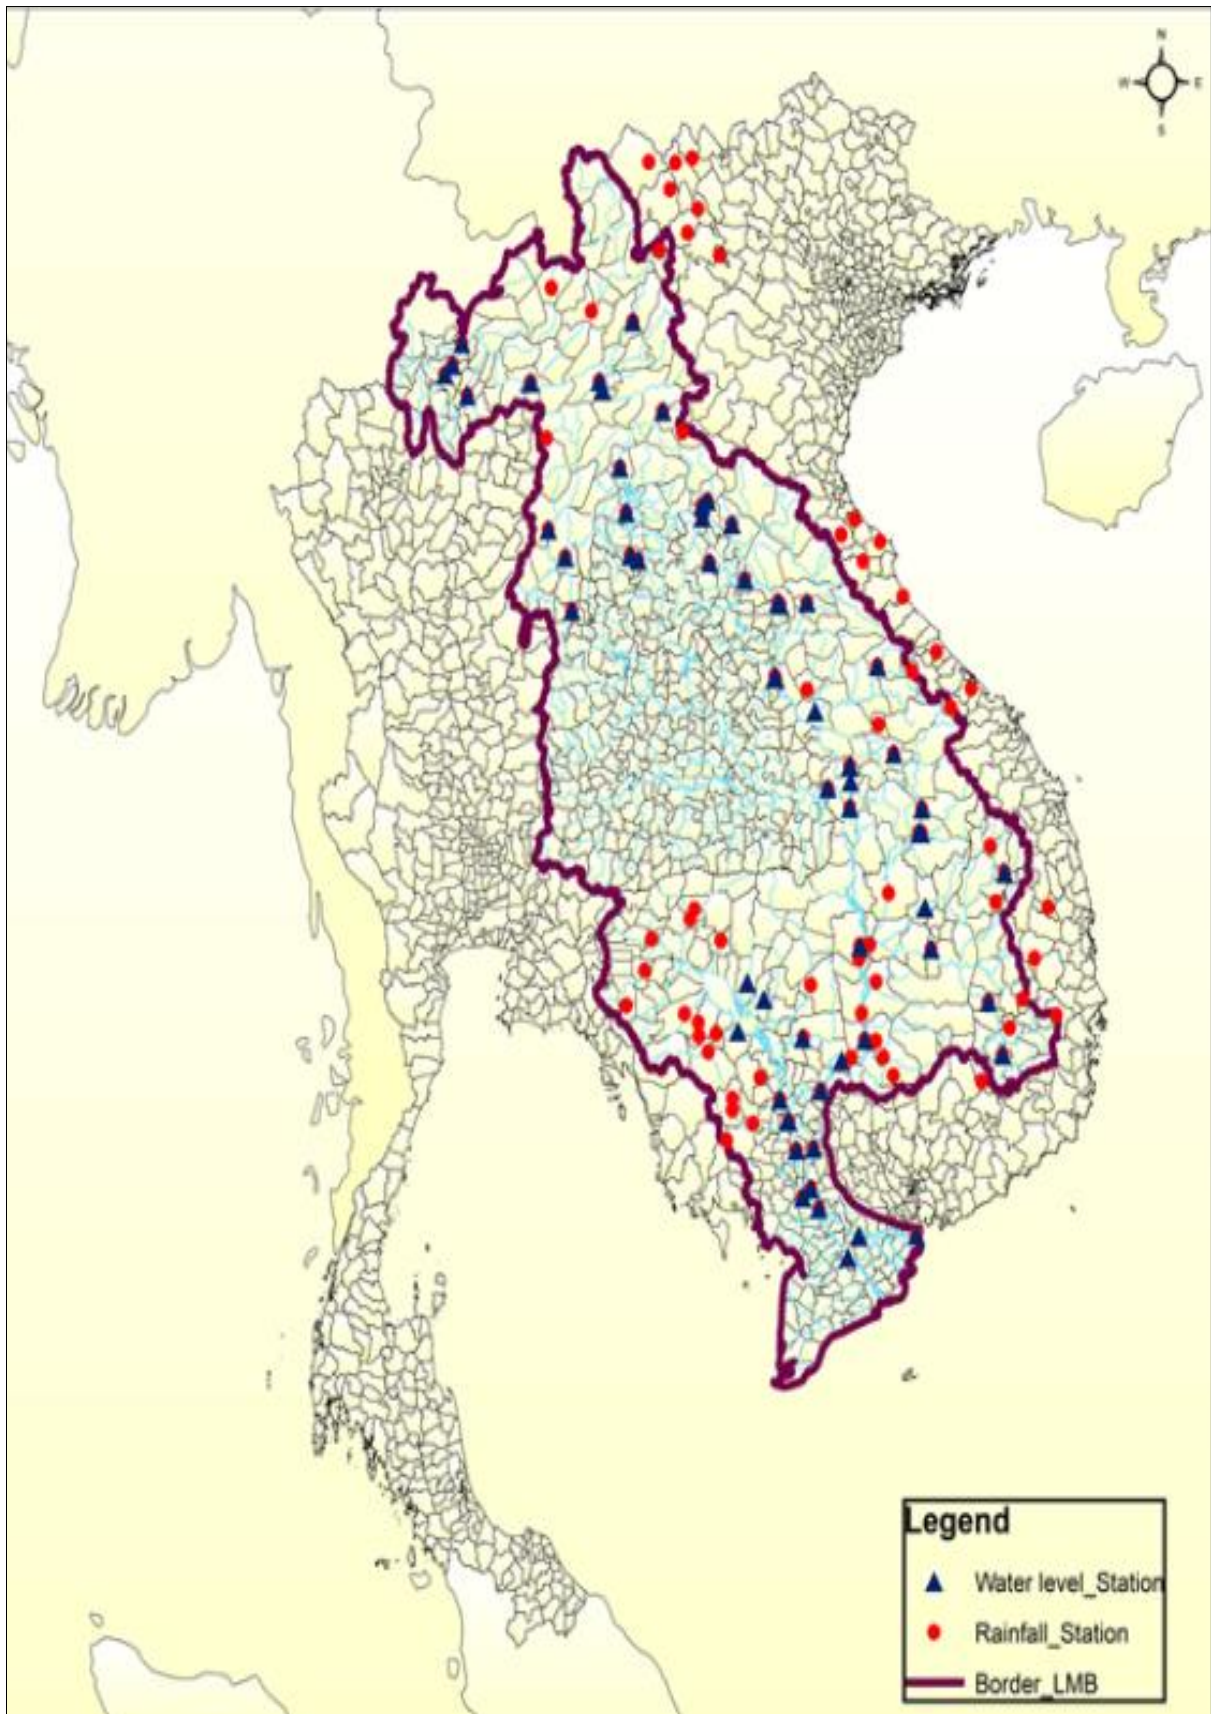 N
W E
S
Legend
Water level_Station
Rainfall_Station
Border_LMB